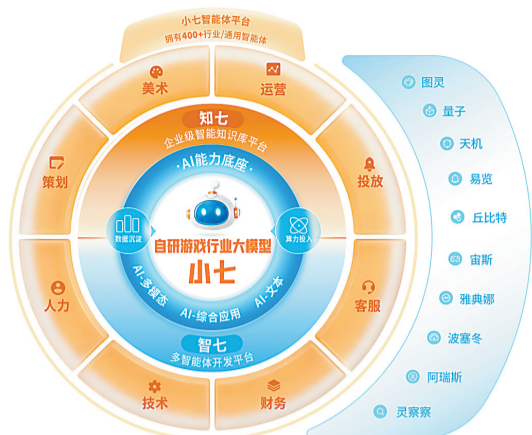 小七智能体平台
拥有400+行业/通用智能体
美术
运营
策划
投放
人力
客服
技术
财务
知七
企业级智能知识库平台
·AI能力底座·
数据沉淀
算力投入
自研游戏行业大模型
小七
AI-多模态
AI-综合应用
AI-文本
智七
多智能体开发平台
图灵
量子
天机
易览
丘比特
宙斯
雅典娜
波塞冬
阿瑞斯
灵察察